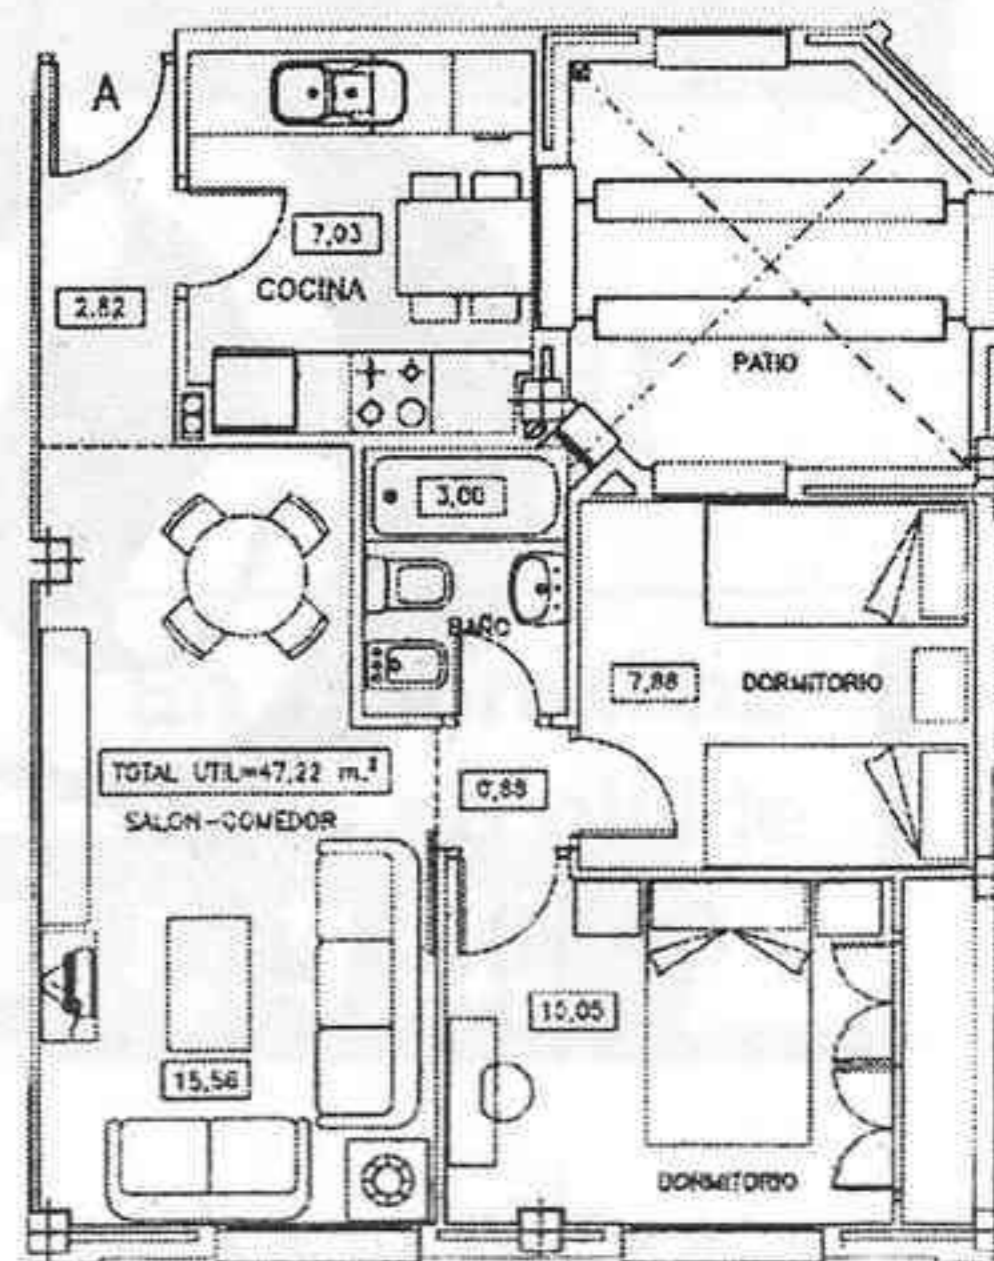 A
7,03
COCINA
2.82
PATIO
3,00
BAÑO
7,88 DORMITORIO
TOTAL UTIL=47,22 m.²
0,88
SALON-COMEDOR
10,05
15,56
DORMITORIO